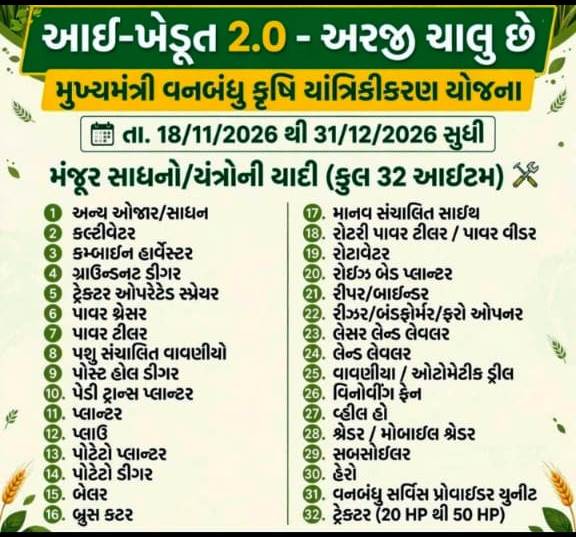 આઈ-ખેડૂત 2.0 - અરજી ચાલુ છે
મુખ્યમંત્રી વનબંધુ કૃષિ યાંત્રિકીકરણ યોજના
તા. 18/11/2026 થી 31/12/2026 સુધી
મંજૂર સાધનો/યંત્રોની યાદી (કુલ 32 આઈટમ)
1 અન્ય ઓજાર/સાધન
2 કલ્ટીવેટર
3 કમ્બાઈન હાર્વેસ્ટર
4 ગ્રાઉન્ડનટ ડીગર
5 ટ્રેક્ટર ઓપરેટેડ સ્પ્રેયર
6 પાવર થ્રેસર
7 પાવર ટીલર
8 પશુ સંચાલિત વાવણીયો
9 પોસ્ટ હોલ ડીગર
10. પેડી ટ્રાન્સ પ્લાન્ટર
11. પ્લાન્ટર
12. પ્લાઉ
13. પોટેટો પ્લાન્ટર
14. પોટેટો ડીગર
15. બેલર
16. બ્રુસ કટર
17. માનવ સંચાલિત સાઈથ
18. રોટરી પાવર ટીલર / પાવર વીડર
19. રોટાવેટર
20. રોઈઝ બેડ પ્લાન્ટર
21. રીપર/બાઈન્ડર
22. રીઝર/બંડફોર્મર/ફરો ઓપનર
23. લેસર લેન્ડ લેવલર
24. લેન્ડ લેવલર
25. વાવણીયા / ઓટોમેટીક ડ્રીલ
26. વિનોવીંગ ફેન
27. વ્હીલ હો
28. શ્રેડર / મોબાઈલ શ્રેડર
29. સબસોઈલર
30. હેરો
31. વનબંધુ સર્વિસ પ્રોવાઈડર યુનીટ
32. ટ્રેક્ટર (20 HP થી 50 HP)